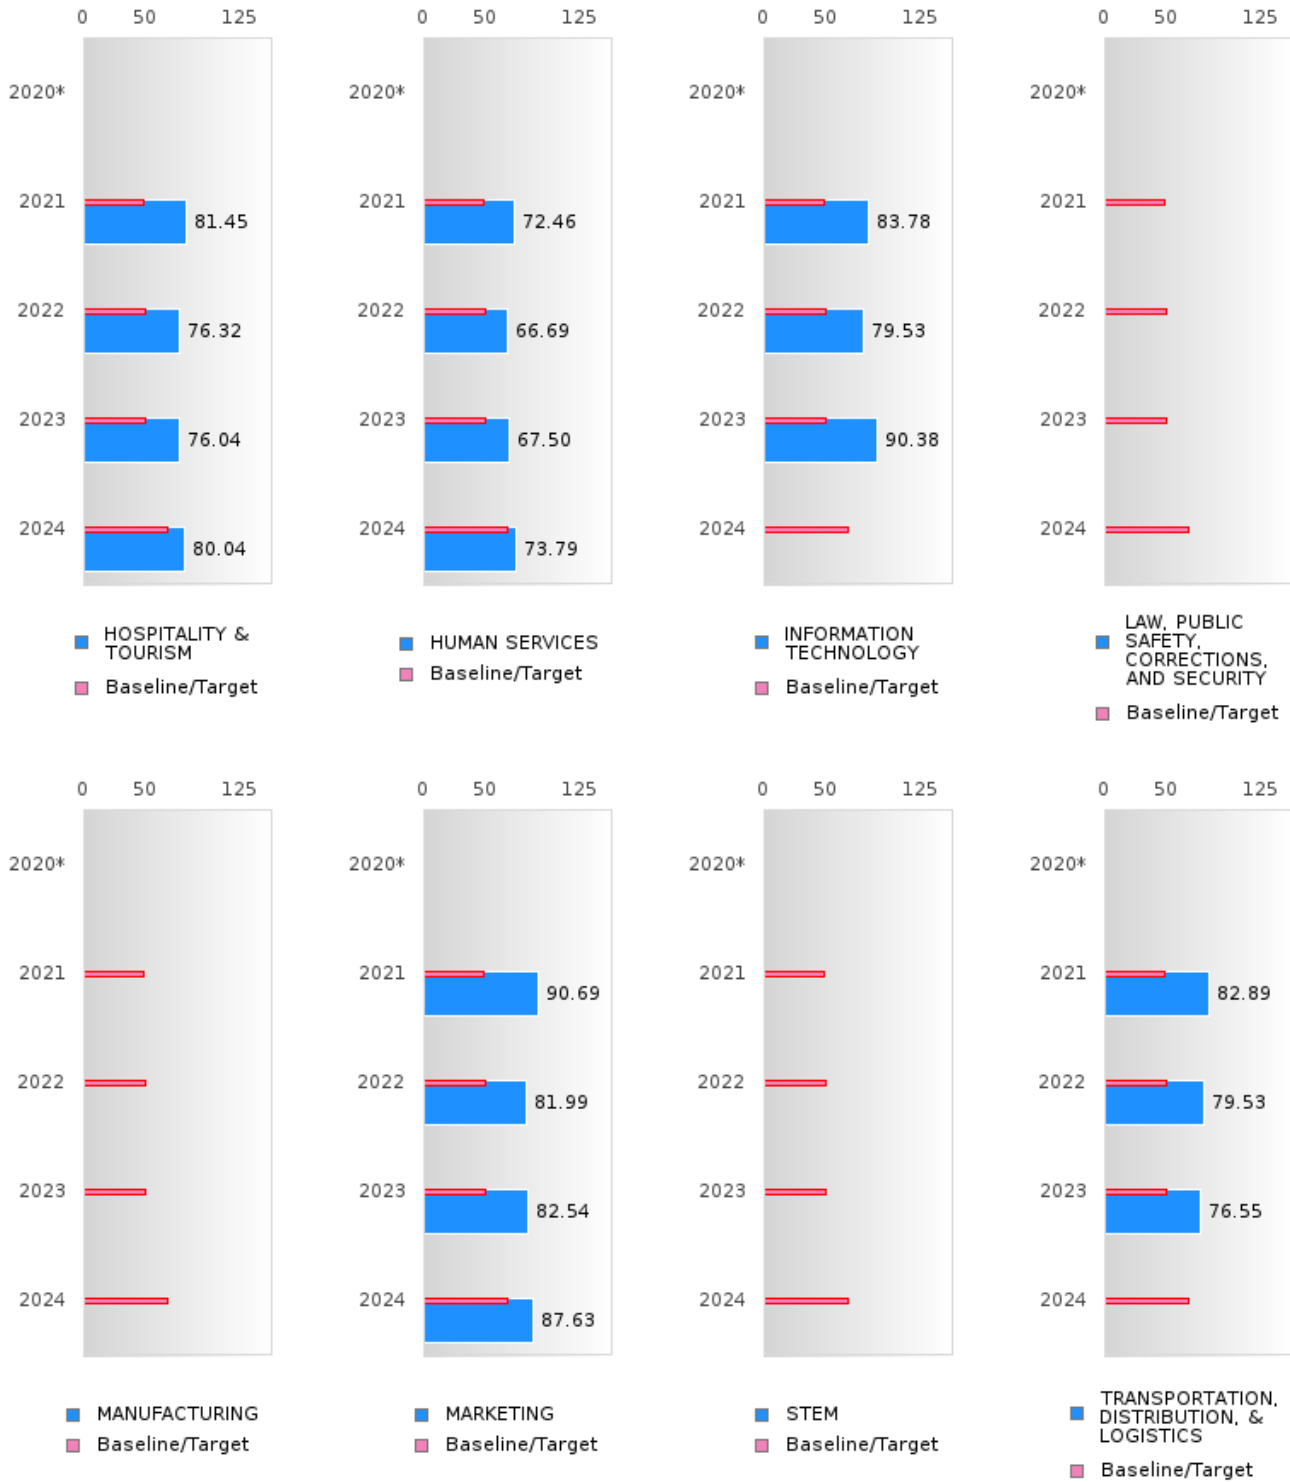 0 50 125 0 50 125 0 50 125 0 50 125
2020* 2020* 2020* 2020*
2021 81.45 2021 72.46 2021 83.78 2021
2022 76.32 2022 66.69 2022 79.53 2022
2023 76.04 2023 67.50 2023 90.38 2023
2024 80.04 2024 73.79 2024 2024
HOSPITALITY &
TOURISM
Baseline/Target
HUMAN SERVICES
Baseline/Target
INFORMATION
TECHNOLOGY
Baseline/Target
LAW, PUBLIC
SAFETY,
CORRECTIONS,
AND SECURITY
Baseline/Target
0 50 125 0 50 125 0 50 125 0 50 125
2020* 2020* 2020* 2020*
2021 2021 90.69 2021 2021 82.89
2022 2022 81.99 2022 2022 79.53
2023 2023 82.54 2023 2023 76.55
2024 2024 87.63 2024 2024
MANUFACTURING
Baseline/Target
MARKETING
Baseline/Target
STEM
Baseline/Target
TRANSPORTATION,
DISTRIBUTION, &
LOGISTICS
Baseline/Target